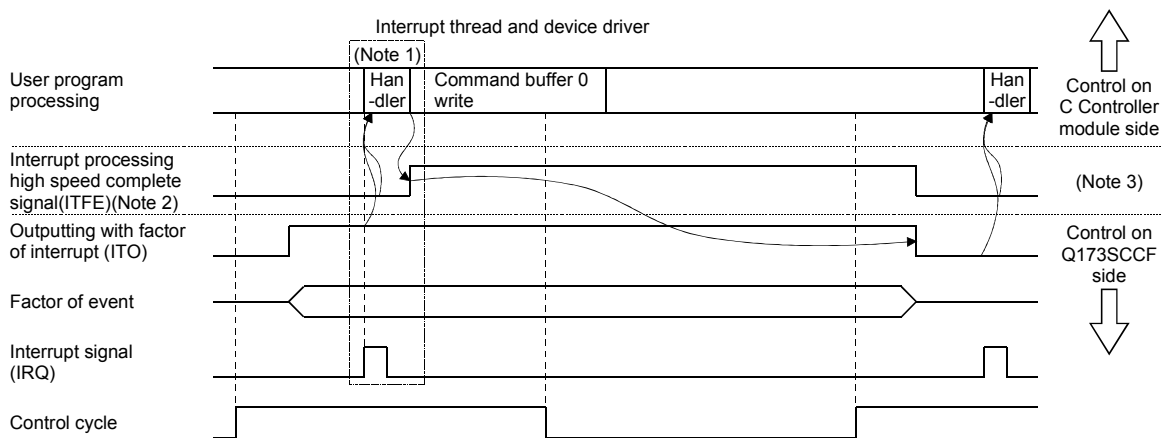 Interrupt thread and device driver
(Note 1)
User program
processing
Han
-dler
Command buffer 0
write
Han
-dler
Control on
C Controller
module side
Interrupt processing
high speed complete
signal(ITFE)(Note 2)
(Note 3)
Outputting with factor
of interrupt (ITO)
Control on
Q173SCCF
side
Factor of event
Interrupt signal
(IRQ)
Control cycle